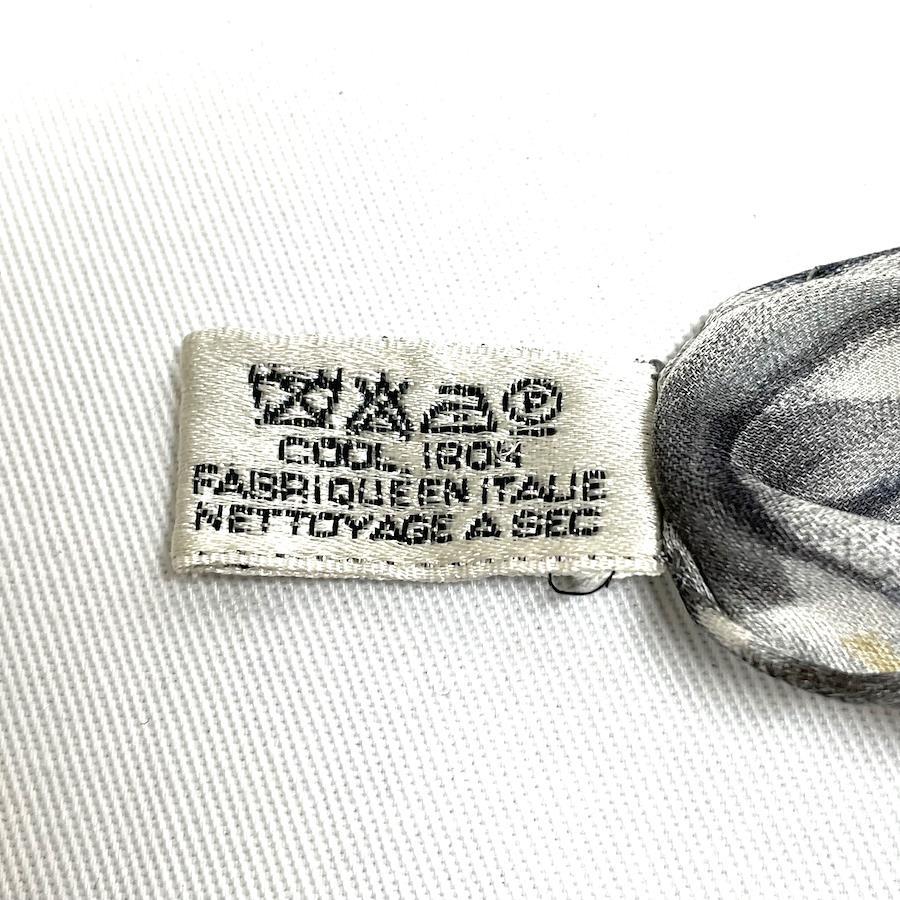 COOL IRON
FABRIQUE EN ITALIE
NETTOYAGE A SEC